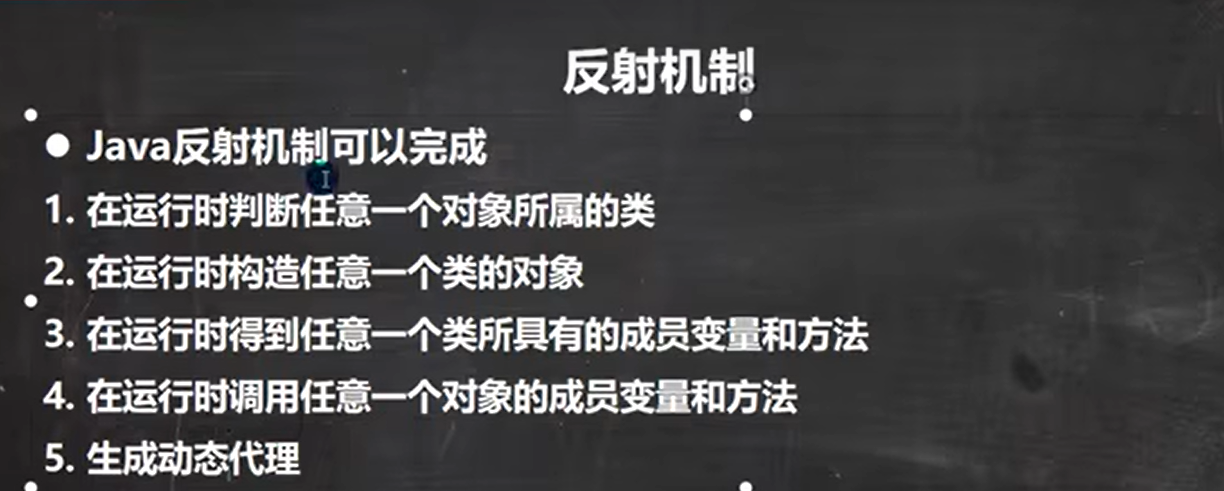 反射机制
● Java反射机制可以完成
1. 在运行时判断任意一个对象所属的类
2. 在运行时构造任意一个类的对象
3. 在运行时得到任意一个类所具有的成员变量和方法
4. 在运行时调用任意一个对象的成员变量和方法
5. 生成动态代理